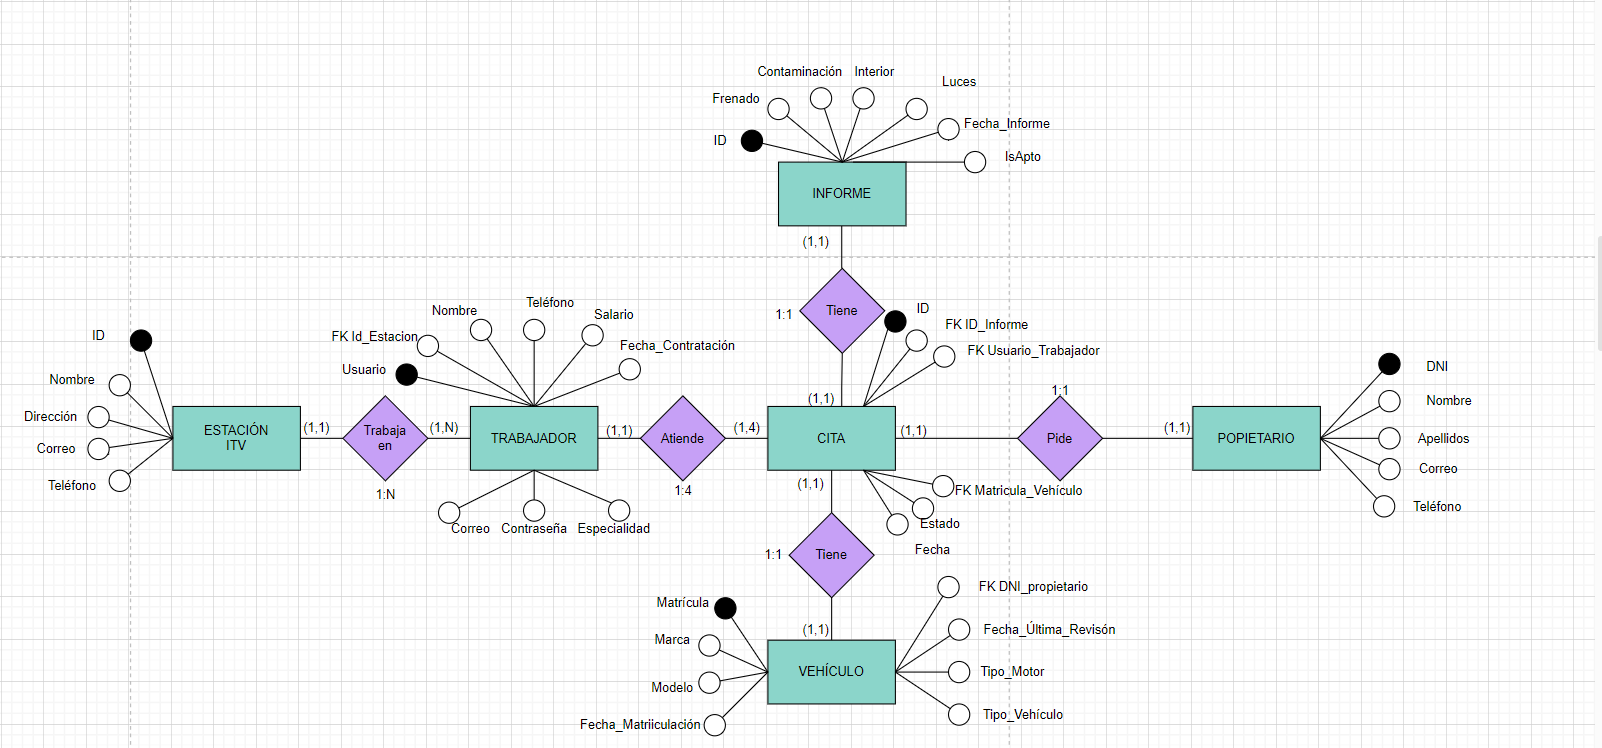 Contaminación
Interior
Luces
Frenado
Fecha_Informe
ID
IsApto
INFORME
(1,1)
Tiene
1:1
ID
FK ID_Informe
FK Usuario_Trabajador
(1,1)
ID
Nombre
Dirección
Correo
Teléfono
ESTACIÓN
ITV
(1,1)
Trabaja
en
1:N
(1,N)
Nombre
Teléfono
Salario
FK Id_Estacion
Fecha_Contratación
Usuario
TRABAJADOR
Correo
Contraseña
Especialidad
(1,1)
Atiende
1:4
(1,4)
CITA
(1,1)
1:1
Pide
(1,1)
POPIETARIO
DNI
Nombre
Apellidos
Correo
Teléfono
(1,1)
FK Matricula_Vehículo
Estado
Fecha
1:1
Tiene
(1,1)
Matrícula
Marca
Modelo
Fecha_Matriiculación
VEHÍCULO
FK DNI_propietario
Fecha_Última_Revisón
Tipo_Motor
Tipo_Vehículo